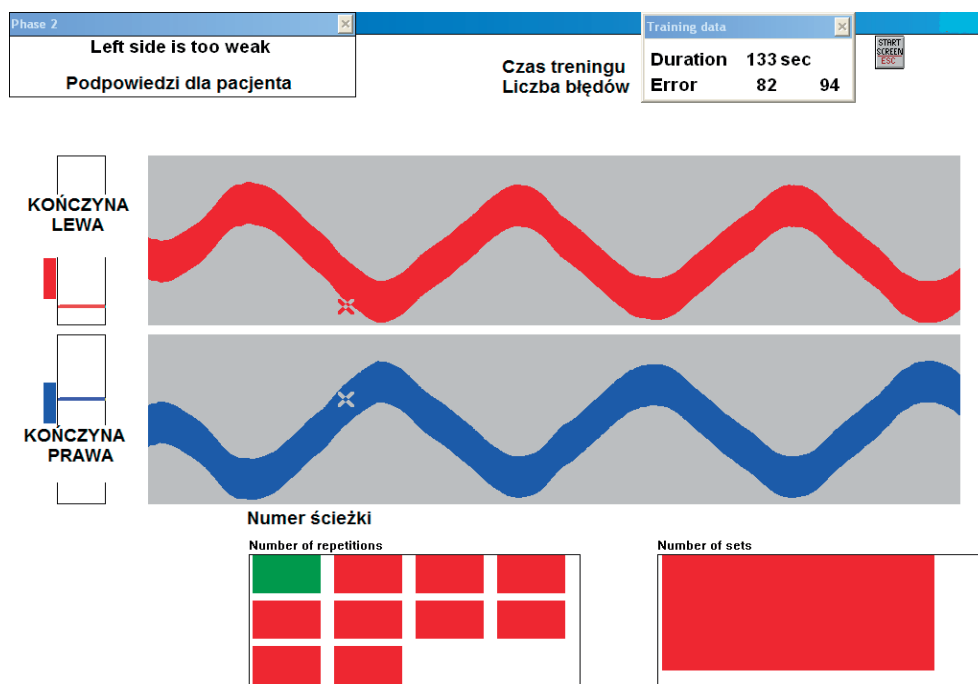 Phase 2
Left side is too weak
Podpowiedzi dla pacjenta
Czas treningu
Liczba błędów
Training data
Duration 133 sec
Error 82 94
START
SCREEN
ESC
KOŃCZYNA
LEWA
KOŃCZYNA
PRAWA
Numer ścieżki
Number of repetitions
Number of sets